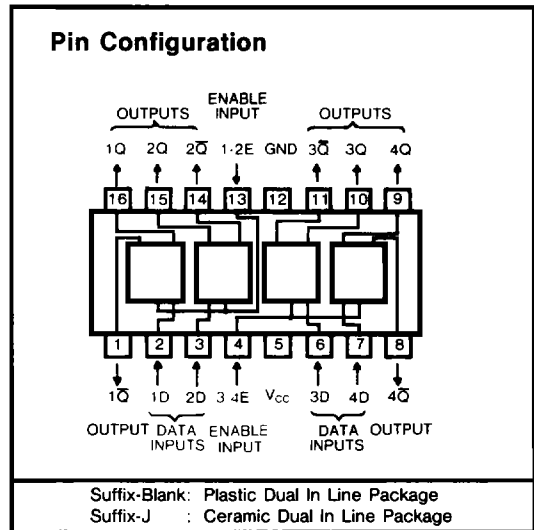 Pin Configuration
ENABLE
OUTPUTS INPUT OUTPUTS
1Q 2Q 2Q̅ 1·2E GND 3Q̅ 3Q 4Q
16 15 14 13 12 11 10 9
1 2 3 4 5 6 7 8
1Q̅ 1D 2D 3 4E VCC 3D 4D 4Q̅
OUTPUT DATA ENABLE DATA OUTPUT
INPUTS INPUT INPUTS
Suffix-Blank: Plastic Dual In Line Package
Suffix-J : Ceramic Dual In Line Package